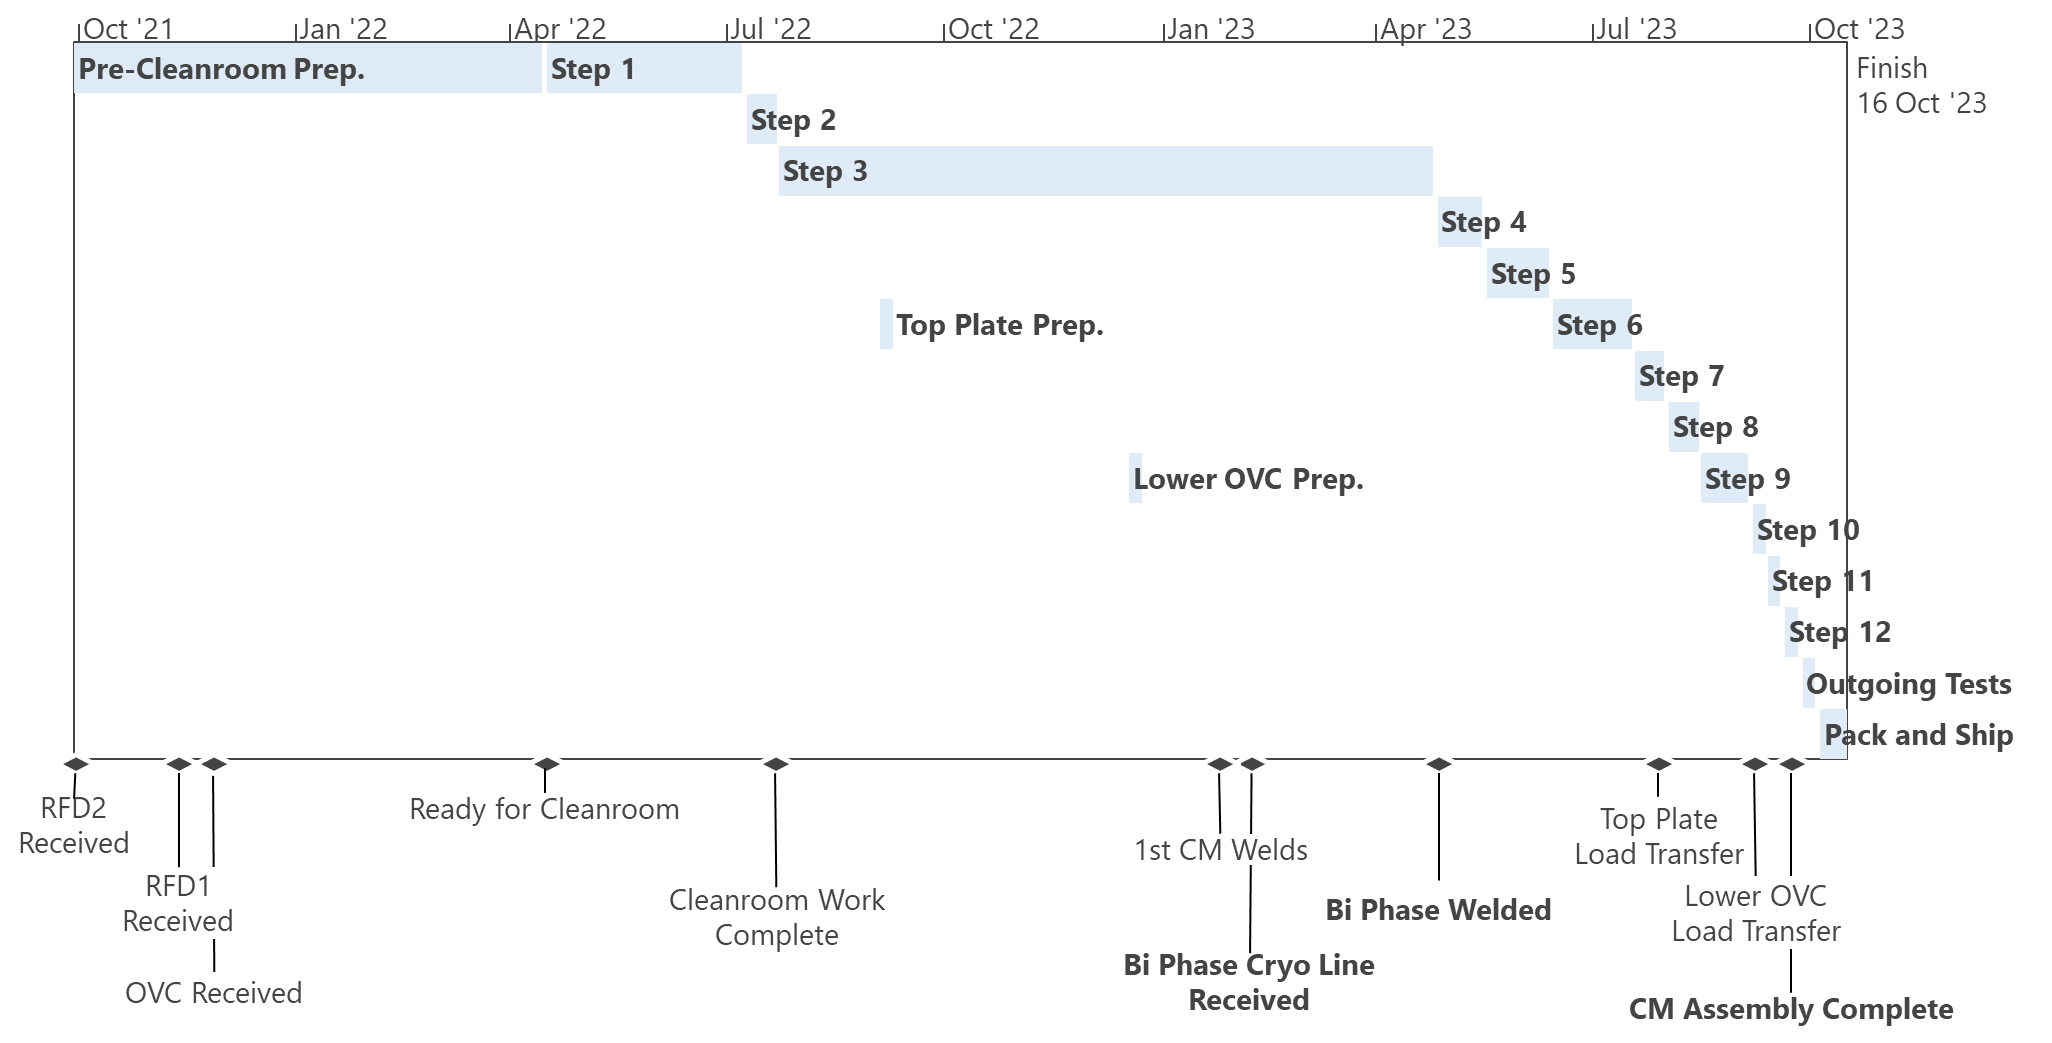 Oct '21
Jan '22
Apr '22
Jul '22
Oct '22
Jan '23
Apr '23
Jul '23
Oct '23
Pre-Cleanroom Prep.
Step 1
Finish
16 Oct '23
Step 2
Step 3
Step 4
Step 5
Top Plate Prep.
Step 6
Step 7
Step 8
Lower OVC Prep.
Step 9
Step 10
Step 11
Step 12
Outgoing Tests
Pack and Ship
RFD2
Received
RFD1
Received
OVC Received
Ready for Cleanroom
Cleanroom Work
Complete
1st CM Welds
Bi Phase Cryo Line
Received
Bi Phase Welded
Top Plate
Load Transfer
Lower OVC
Load Transfer
CM Assembly Complete